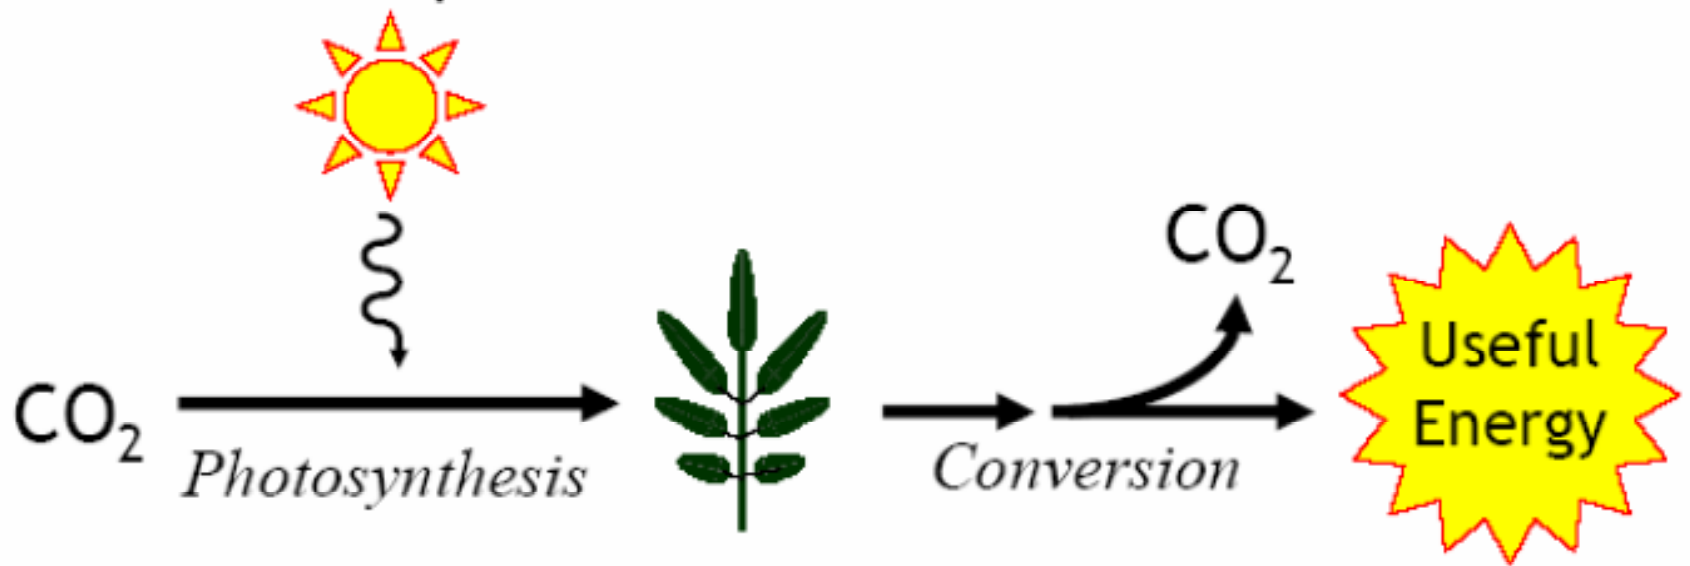 CO₂
Photosynthesis
Conversion
CO₂
Useful
Energy